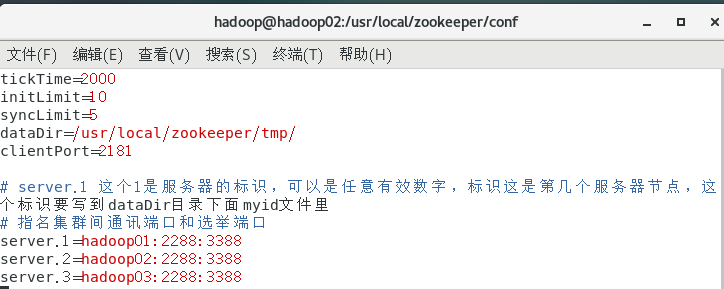 hadoop@hadoop02:/usr/local/zookeeper/conf
文件(F) 编辑(E) 查看(V) 搜索(S) 终端(T) 帮助(H)
tickTime=2000
initLimit=10
syncLimit=5
dataDir=/usr/local/zookeeper/tmp/
clientPort=2181
# server.1 这个1是服务器的标识，可以是任意有效数字，标识这是第几个服务器节点，这
个标识要写到dataDir目录下面myid文件里
# 指名集群间通讯端口和选举端口
server.1=hadoop01:2288:3388
server.2=hadoop02:2288:3388
server.3=hadoop03:2288:3388